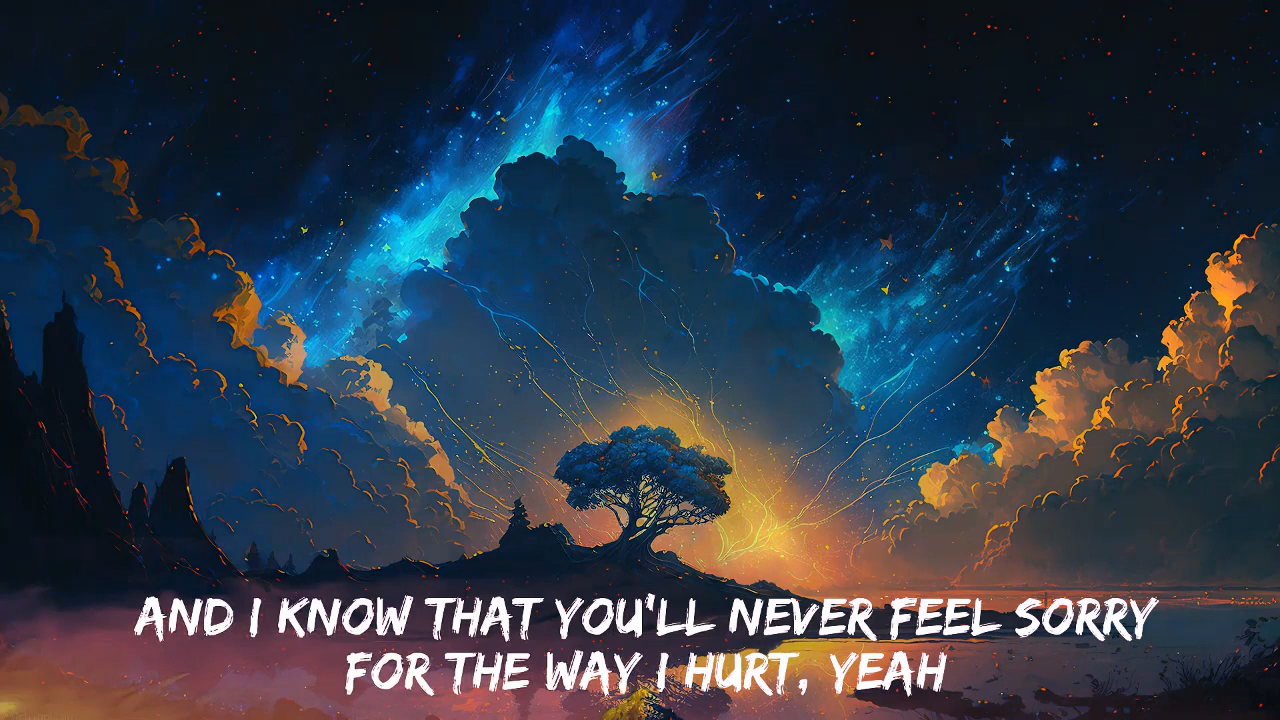 AND I KNOW THAT YOU'LL NEVER FEEL SORRY
FOR THE WAY I HURT, YEAH